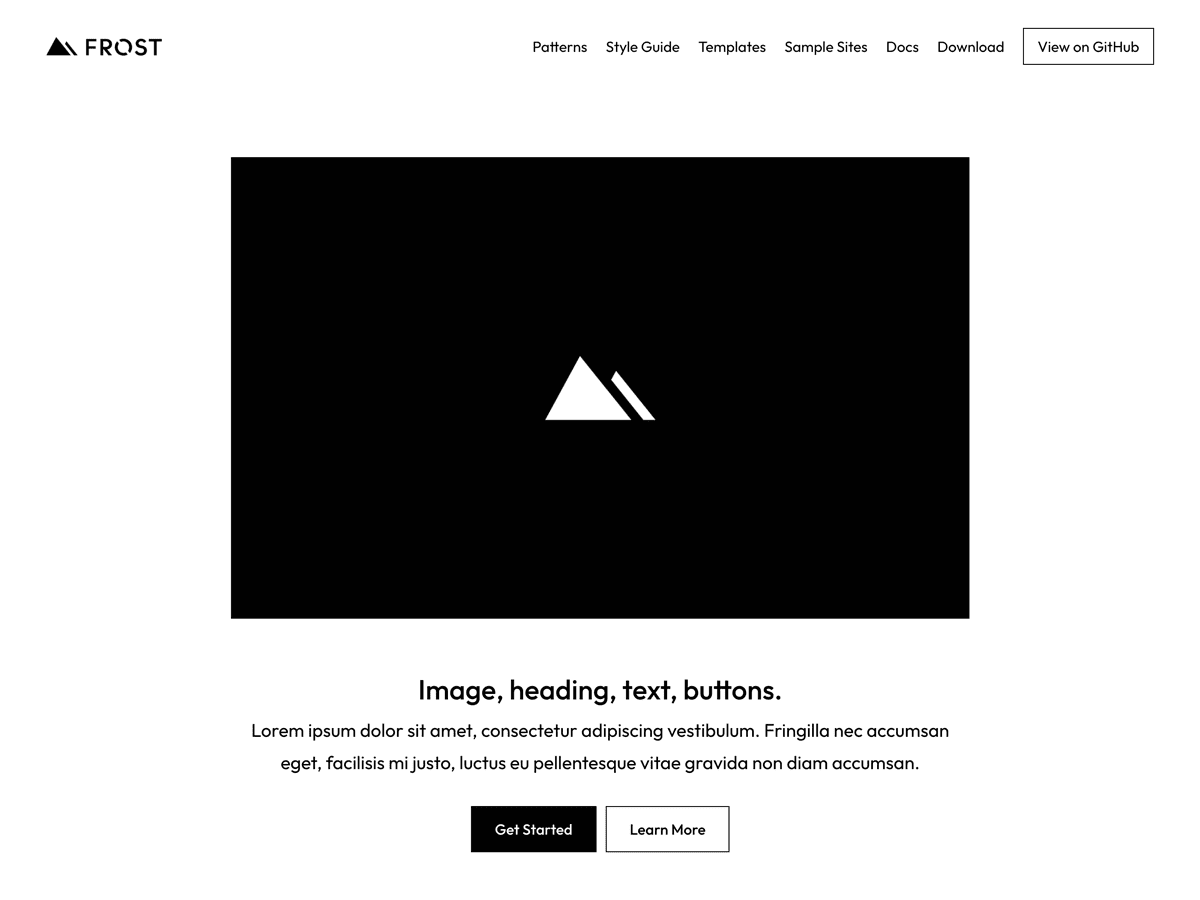 FROST
Patterns
Style Guide
Templates
Sample Sites
Docs
Download
View on GitHub
Image, heading, text, buttons.
Lorem ipsum dolor sit amet, consectetur adipiscing vestibulum. Fringilla nec accumsan
eget, facilisis mi justo, luctus eu pellentesque vitae gravida non diam accumsan.
Get Started
Learn More